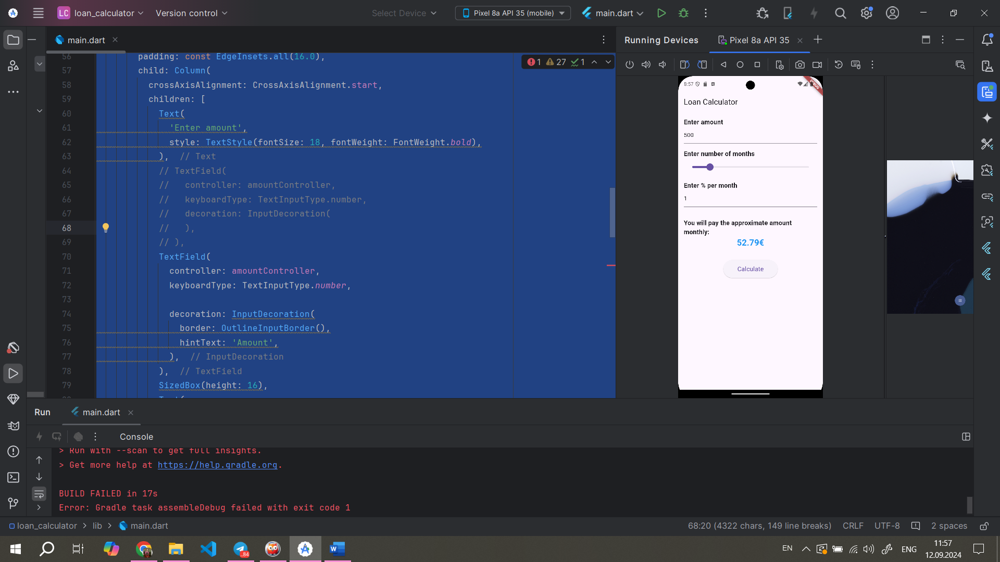 LC loan_calculator
Version control
Select Device
Pixel 8a API 35 (mobile)
main.dart
main.dart
1 27 1
56 padding: const EdgeInsets.all(16.0),
57 child: Column(
58 crossAxisAlignment: CrossAxisAlignment.start,
59 children: [
60 Text(
61 'Enter amount',
62 style: TextStyle(fontSize: 18, fontWeight: FontWeight.bold),
63 ), // Text
64 // TextField(
65 // controller: amountController,
66 // keyboardType: TextInputType.number,
67 // decoration: InputDecoration(
68 // ),
69 // ),
70 TextField(
71 controller: amountController,
72 keyboardType: TextInputType.number,
73
74 decoration: InputDecoration(
75 border: OutlineInputBorder(),
76 hintText: 'Amount',
77 ), // InputDecoration
78 ), // TextField
79 SizedBox(height: 16),
Running Devices
Pixel 8a API 35
8:57
DEBUG
Loan Calculator
Enter amount
500
Enter number of months
Enter % per month
1
You will pay the approximate amount
monthly:
52.79€
Calculate
Run
main.dart
Console
> Run with --scan to get full insights.
> Get more help at https://help.gradle.org.
BUILD FAILED in 17s
Error: Gradle task assembleDebug failed with exit code 1
loan_calculator > lib > main.dart
68:20 (4322 chars, 149 line breaks)
CRLF
UTF-8
2 spaces
..84
W
EN
ENG
11:57
12.09.2024